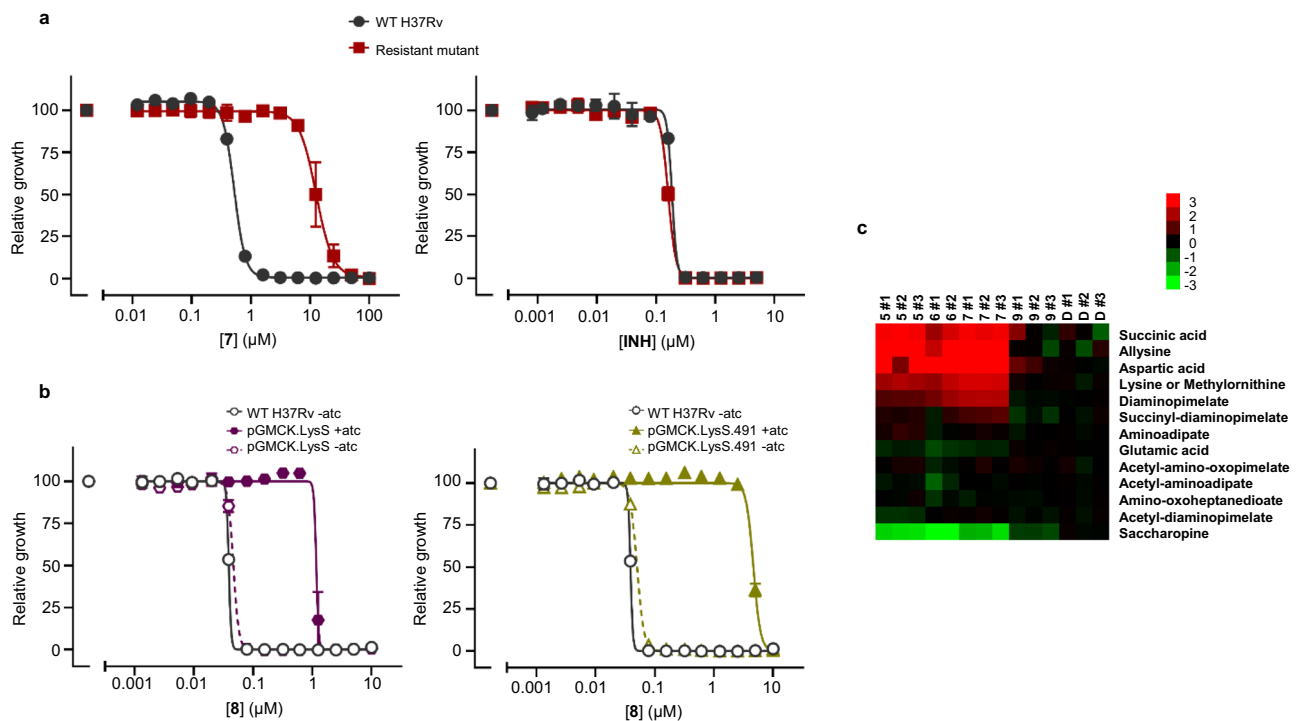 a
WT H37Rv
Resistant mutant
Relative growth
100
75
50
25
0
0.01
0.1
1
10
100
[7] (µM)
Relative growth
100
75
50
25
0
0.001
0.01
0.1
1
10
[INH] (µM)
b
WT H37Rv -atc
pGMCK.LysS +atc
pGMCK.LysS -atc
Relative growth
100
75
50
25
0
0.001
0.01
0.1
1
10
[8] (µM)
WT H37Rv -atc
pGMCK.LysS.491 +atc
pGMCK.LysS.491 -atc
Relative growth
100
75
50
25
0
0.001
0.01
0.1
1
10
[8] (µM)
c
3
2
1
0
-1
-2
-3
5 #1
5 #2
5 #3
6 #1
6 #2
7 #1
7 #2
7 #3
9 #1
9 #2
9 #3
D #1
D #2
D #3
Succinic acid
Allysine
Aspartic acid
Lysine or Methylornithine
Diaminopimelate
Succinyl-diaminopimelate
Aminoadipate
Glutamic acid
Acetyl-amino-oxopimelate
Acetyl-aminoadipate
Amino-oxoheptanedioate
Acetyl-diaminopimelate
Saccharopine